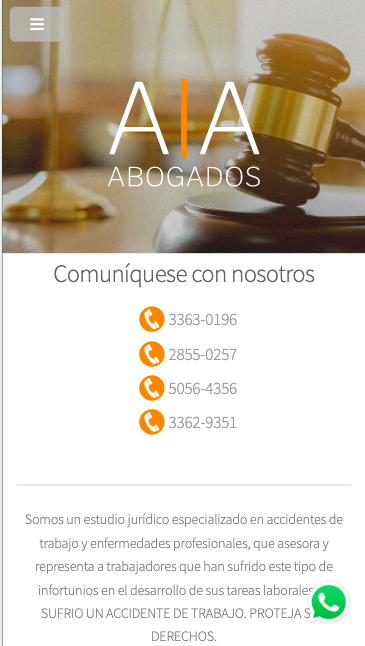 A|A
ABOGADOS
Comuníquese con nosotros
3363-0196
2855-0257
5056-4356
3362-9351
Somos un estudio jurídico especializado en accidentes de
trabajo y enfermedades profesionales, que asesora y
representa a trabajadores que han sufrido este tipo de
infortunios en el desarrollo de sus tareas laborales.
SUFRIO UN ACCIDENTE DE TRABAJO. PROTEJA
DERECHOS.